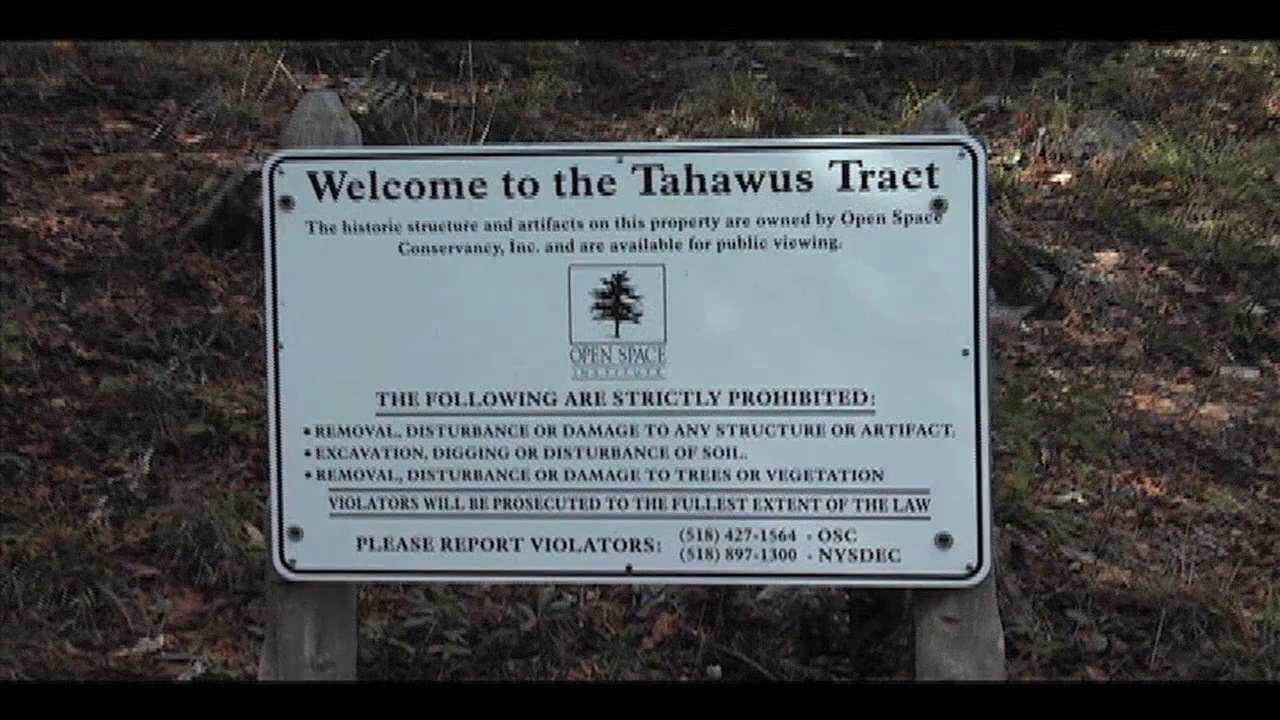 Welcome to the Tahawus Tract
The historic structure and artifacts on this property are owned by Open Space
Conservancy, Inc. and are available for public viewing.
OPEN SPACE
INSTITUTE
THE FOLLOWING ARE STRICTLY PROHIBITED:
• REMOVAL, DISTURBANCE OR DAMAGE TO ANY STRUCTURE OR ARTIFACT.
• EXCAVATION, DIGGING OR DISTURBANCE OF SOIL.
• REMOVAL, DISTURBANCE OR DAMAGE TO TREES OR VEGETATION
VIOLATORS WILL BE PROSECUTED TO THE FULLEST EXTENT OF THE LAW
PLEASE REPORT VIOLATORS: (518) 427-1564 - OSC
(518) 897-1300 - NYSDEC